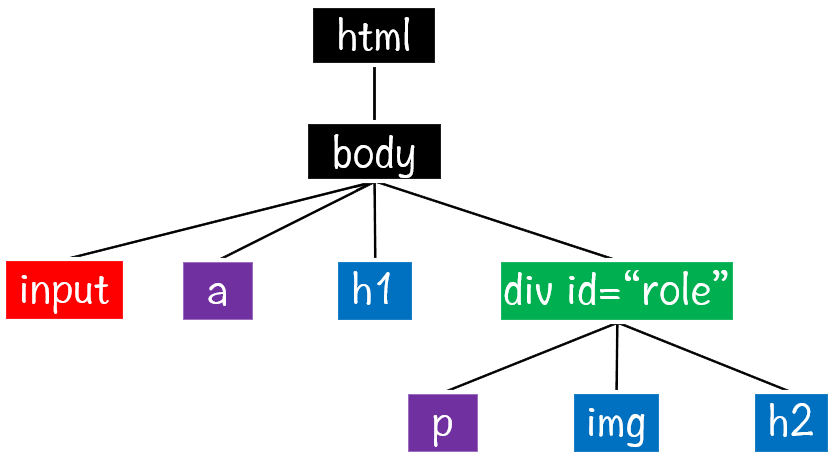 html
body
input
a
h1
div id=“role”
p
img
h2